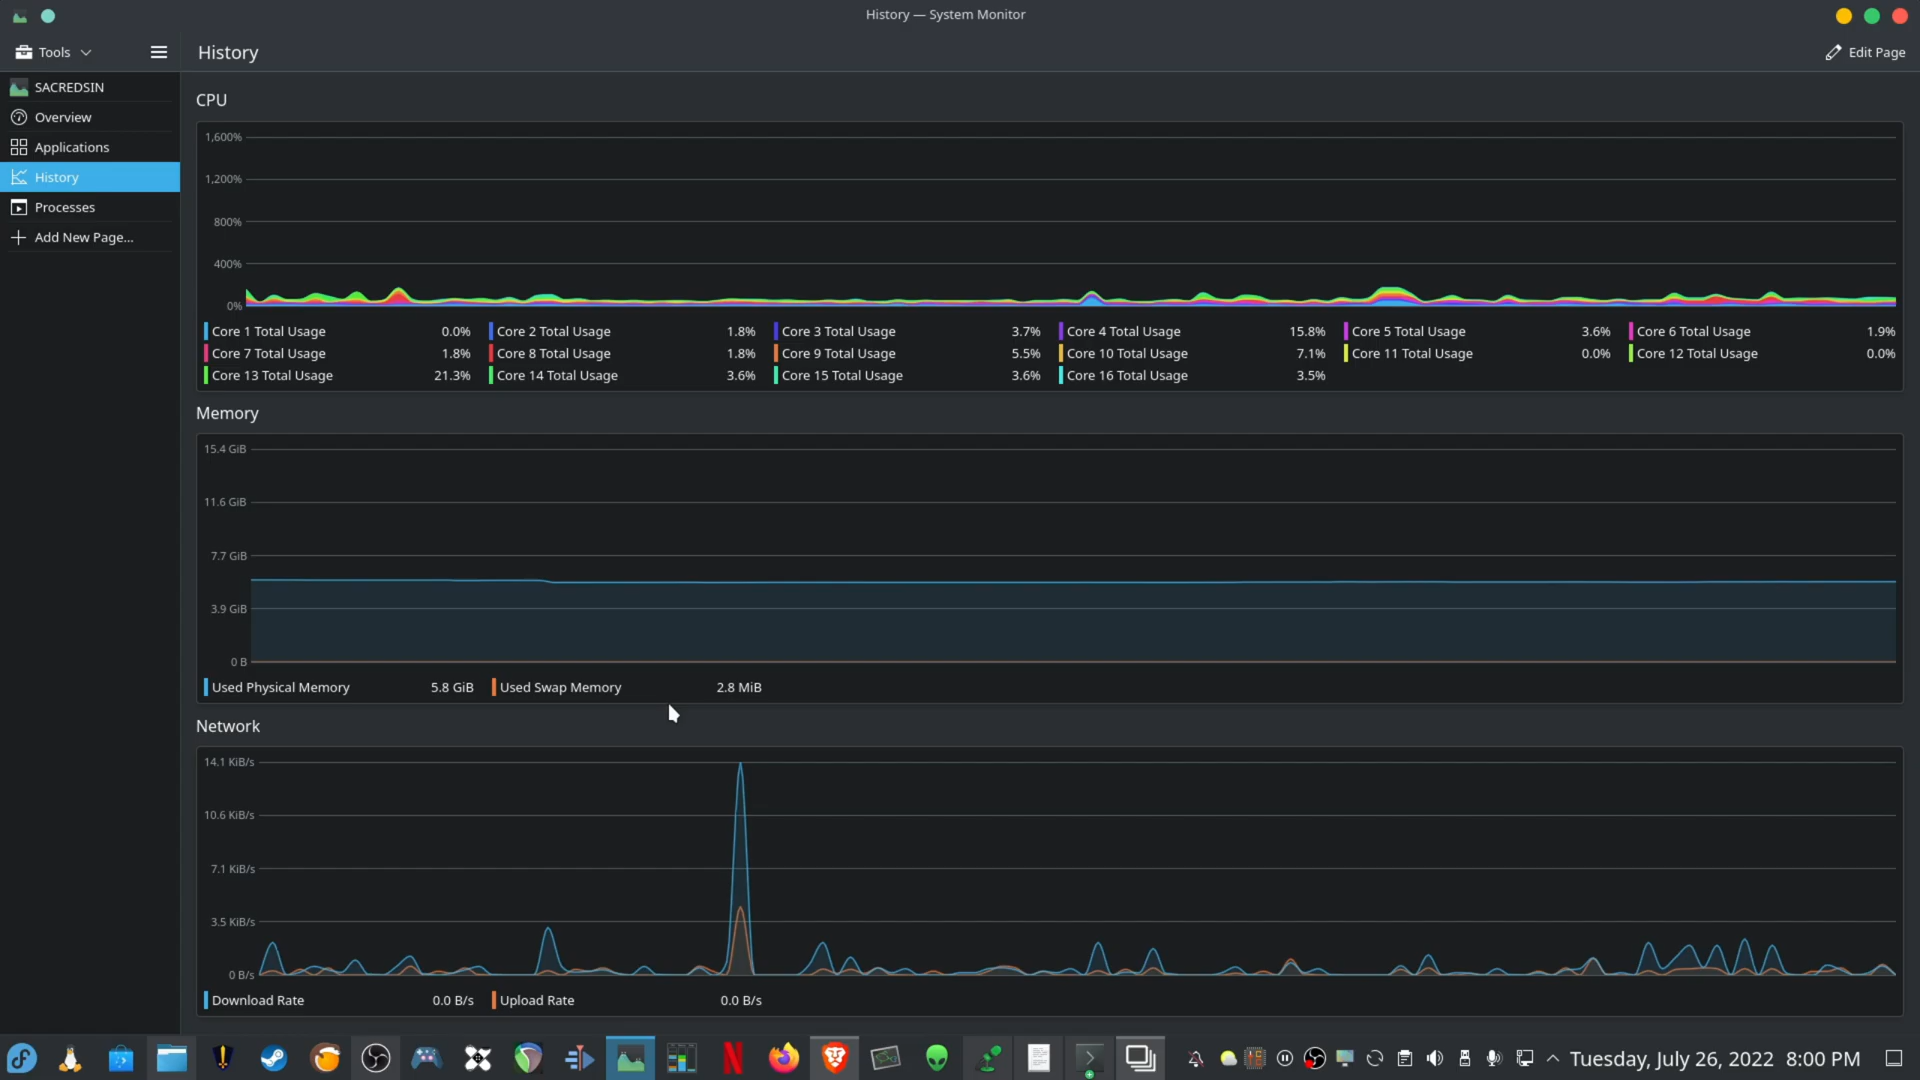 History — System Monitor
Tools
History
Edit Page
SACREDSIN
Overview
Applications
History
Processes
Add New Page...
CPU
1,600%
1,200%
800%
400%
0%
Core 1 Total Usage 0.0% Core 2 Total Usage 1.8% Core 3 Total Usage 3.7% Core 4 Total Usage 15.8% Core 5 Total Usage 3.6% Core 6 Total Usage 1.9%
Core 7 Total Usage 1.8% Core 8 Total Usage 1.8% Core 9 Total Usage 5.5% Core 10 Total Usage 7.1% Core 11 Total Usage 0.0% Core 12 Total Usage 0.0%
Core 13 Total Usage 21.3% Core 14 Total Usage 3.6% Core 15 Total Usage 3.6% Core 16 Total Usage 3.5%
Memory
15.4 GiB
11.6 GiB
7.7 GiB
3.9 GiB
0 B
Used Physical Memory 5.8 GiB Used Swap Memory 2.8 MiB
Network
14.1 KiB/s
10.6 KiB/s
7.1 KiB/s
3.5 KiB/s
0 B/s
Download Rate 0.0 B/s Upload Rate 0.0 B/s
Tuesday, July 26, 2022 8:00 PM